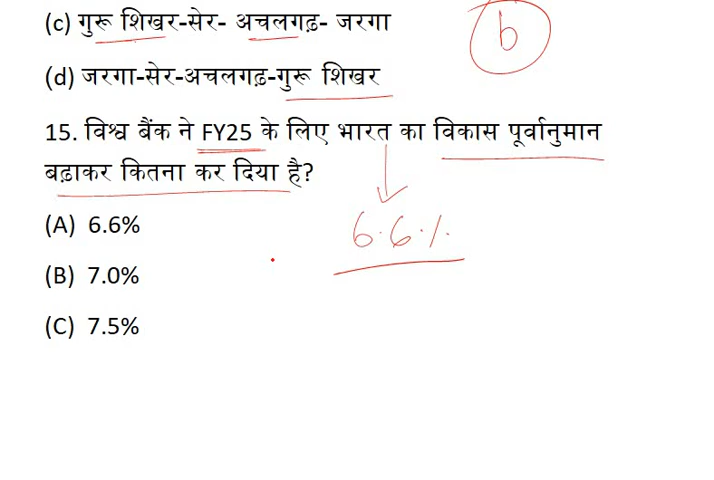 (c) गुरू शिखर-सेर- अचलगढ़- जरगा
b
(d) जरगा-सेर-अचलगढ़-गुरू शिखर
15. विश्व बैंक ने FY25 के लिए भारत का विकास पूर्वानुमान
बढ़ाकर कितना कर दिया है?
(A) 6.6%
6.6%
(B) 7.0%
(C) 7.5%